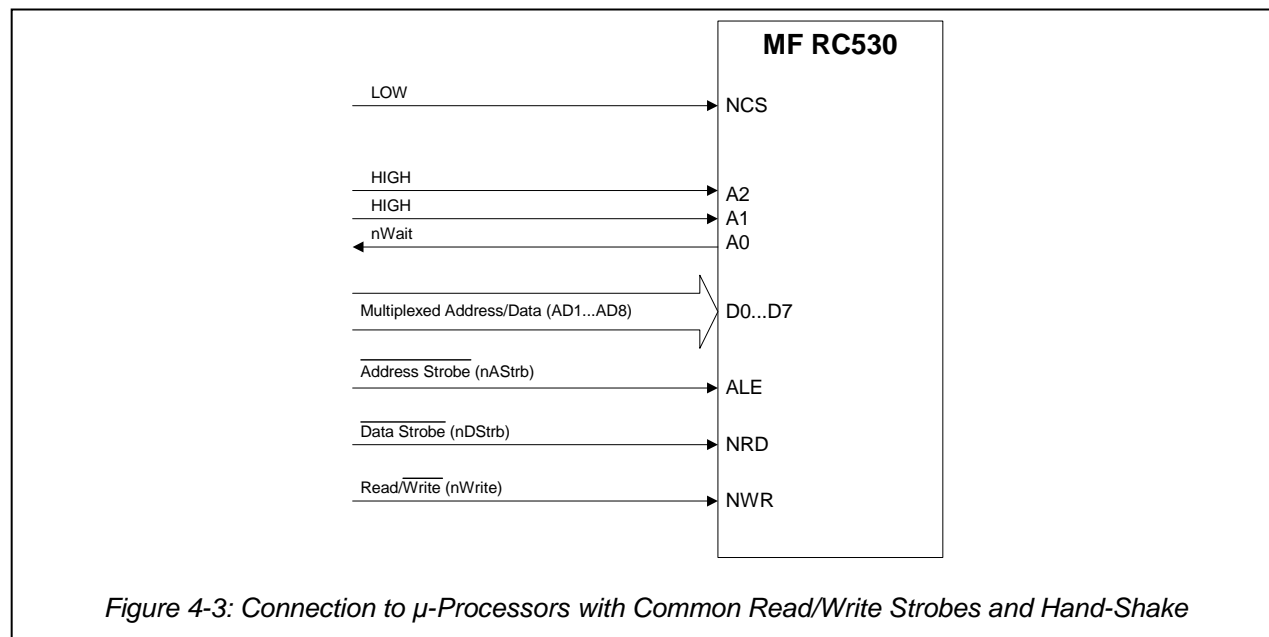 MF RC530
LOW
NCS
HIGH
A2
HIGH
A1
nWait
A0
Multiplexed Address/Data (AD1...AD8)
D0...D7
Address Strobe (nAStrb)
ALE
Data Strobe (nDStrb)
NRD
Read/Write (nWrite)
NWR
Figure 4-3: Connection to µ-Processors with Common Read/Write Strobes and Hand-Shake